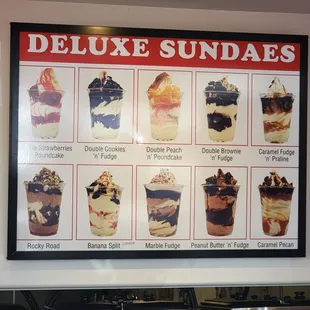 DELUXE SUNDAES
Strawberries
Poundcake
Double Cookies
'n' Fudge
Double Peach
n' Poundcake
Double Brownie
'n' Fudge
Caramel Fudge
n' Praline
Rocky Road
Banana Split
Marble Fudge
Peanut Butter 'n' Fudge
Caramel Pecan